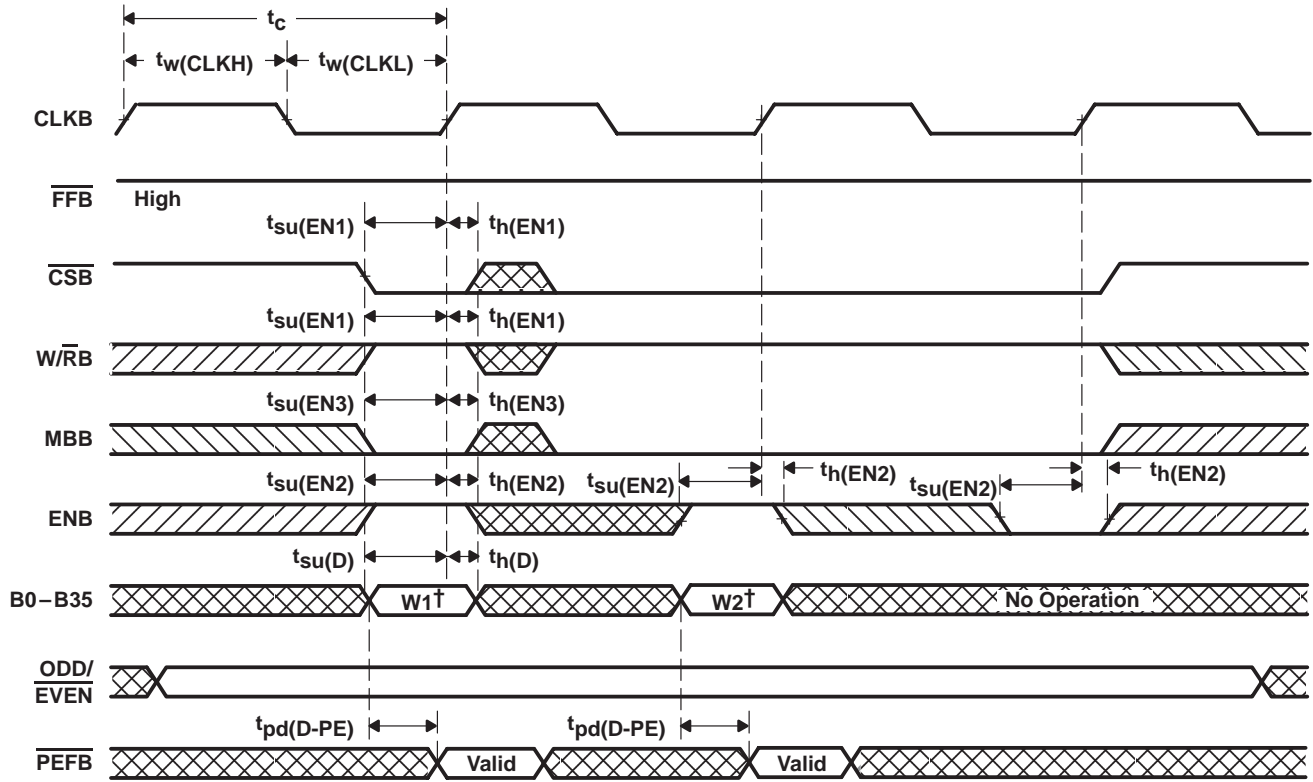 tc
tw(CLKH)
tw(CLKL)
CLKB
FFB
High
tsu(EN1)
th(EN1)
CSB
tsu(EN1)
th(EN1)
W/RB
tsu(EN3)
th(EN3)
MBB
tsu(EN2)
th(EN2)
tsu(EN2)
th(EN2)
tsu(EN2)
th(EN2)
ENB
tsu(D)
th(D)
B0–B35
W1†
W2†
No Operation
ODD/
EVEN
tpd(D-PE)
tpd(D-PE)
PEFB
Valid
Valid